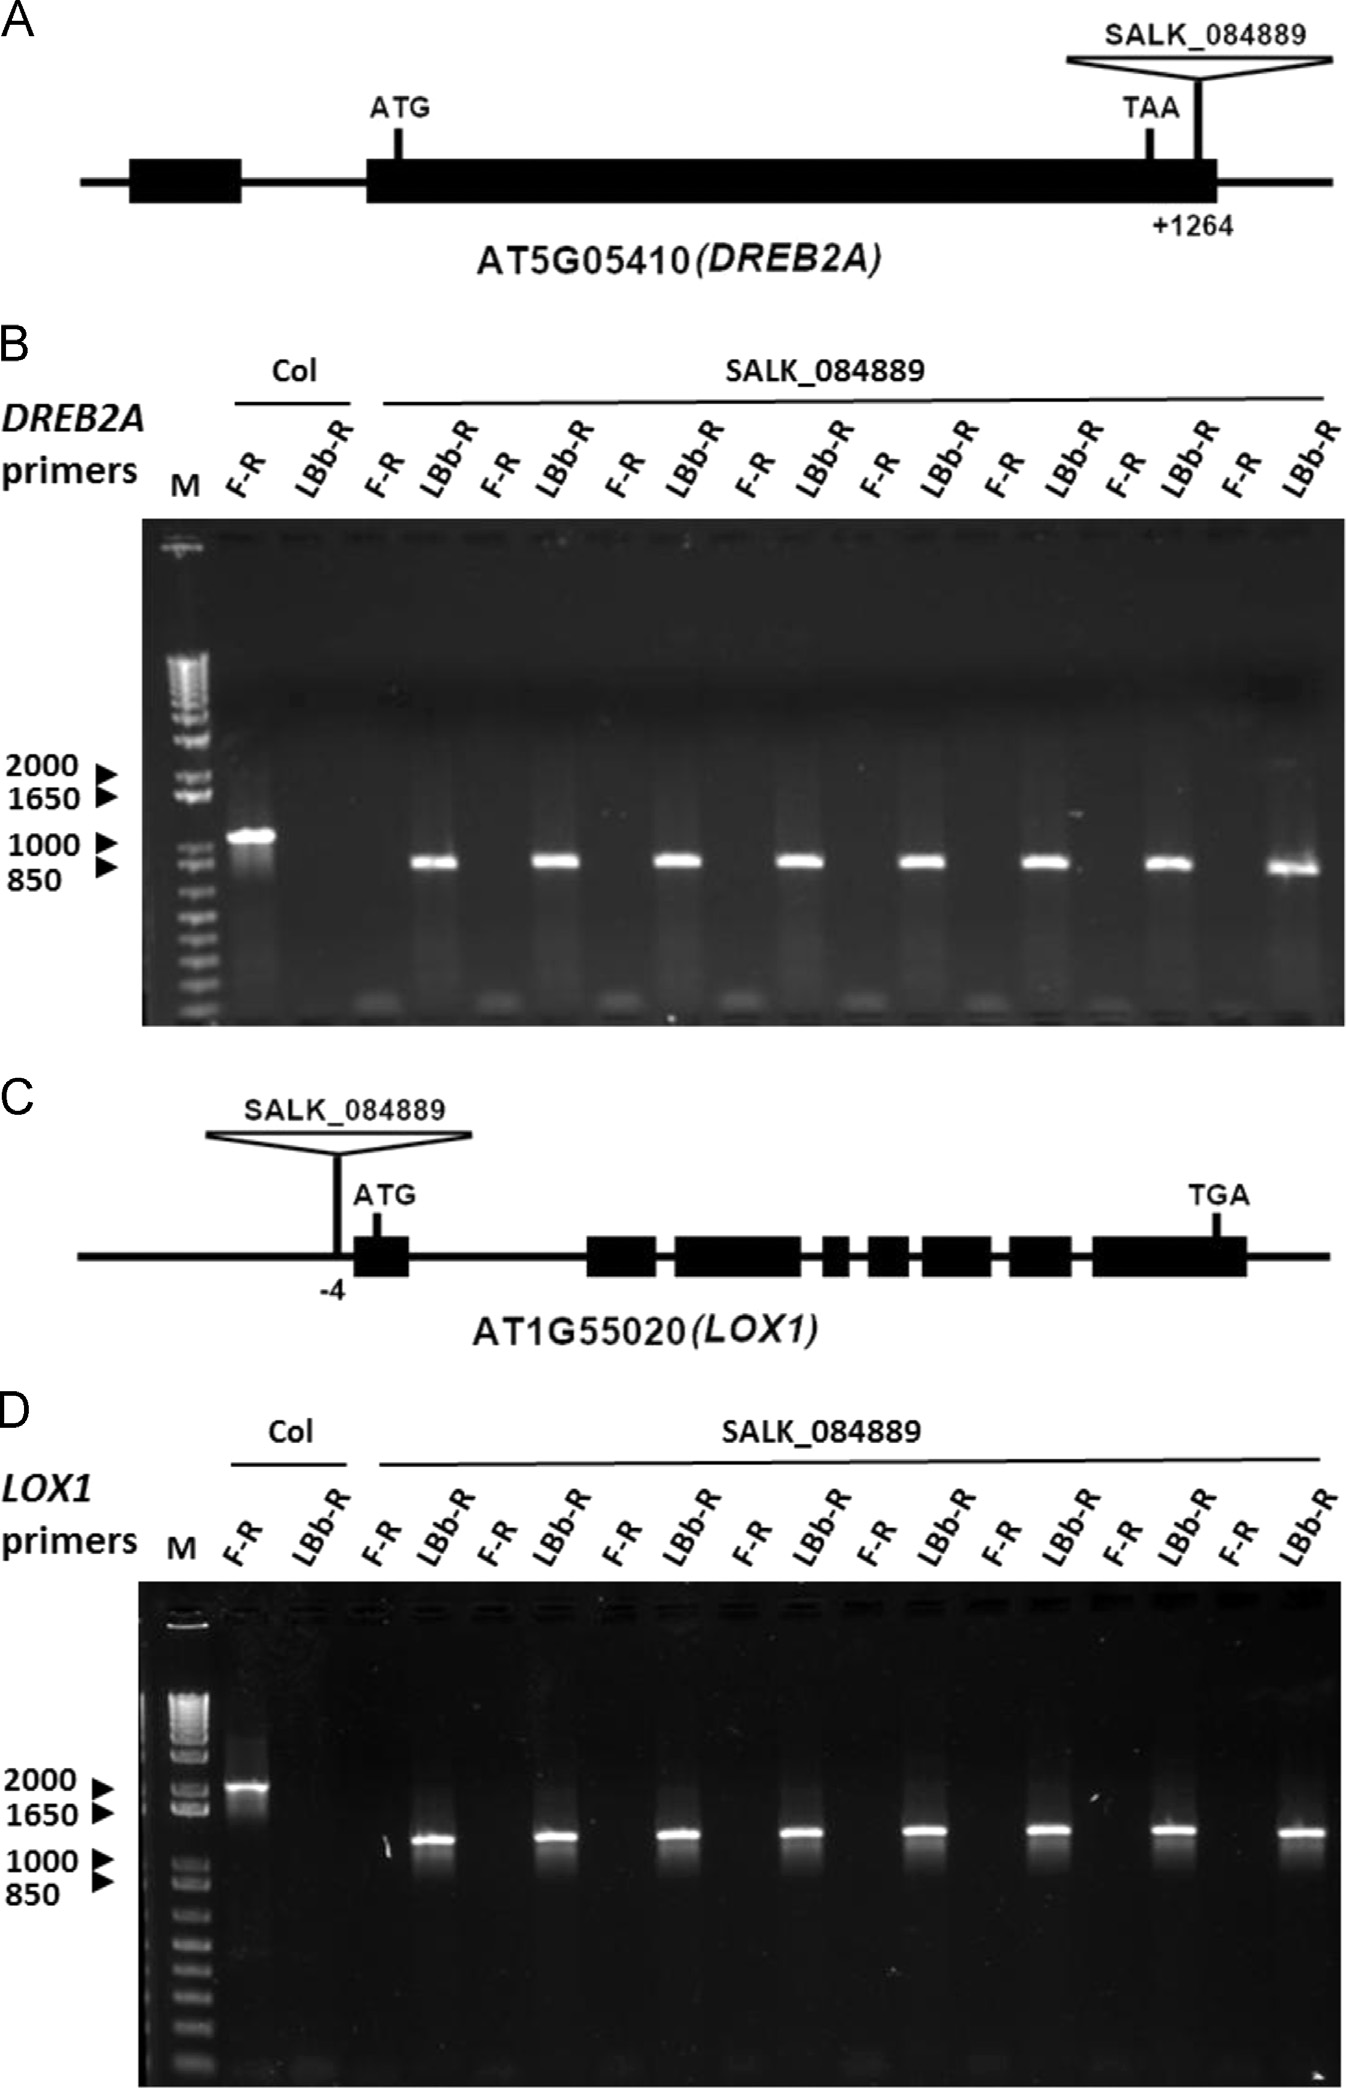 A
SALK_084889
ATG
TAA
+1264
AT5G05410(DREB2A)
B
Col
SALK_084889
DREB2A
primers
M
F-R
LBb-R
F-R
LBb-R
F-R
LBb-R
F-R
LBb-R
F-R
LBb-R
F-R
LBb-R
F-R
LBb-R
F-R
LBb-R
F-R
LBb-R
2000
1650
1000
850
C
SALK_084889
ATG
TGA
-4
AT1G55020(LOX1)
D
Col
SALK_084889
LOX1
primers
M
F-R
LBb-R
F-R
LBb-R
F-R
LBb-R
F-R
LBb-R
F-R
LBb-R
F-R
LBb-R
F-R
LBb-R
F-R
LBb-R
F-R
LBb-R
2000
1650
1000
850